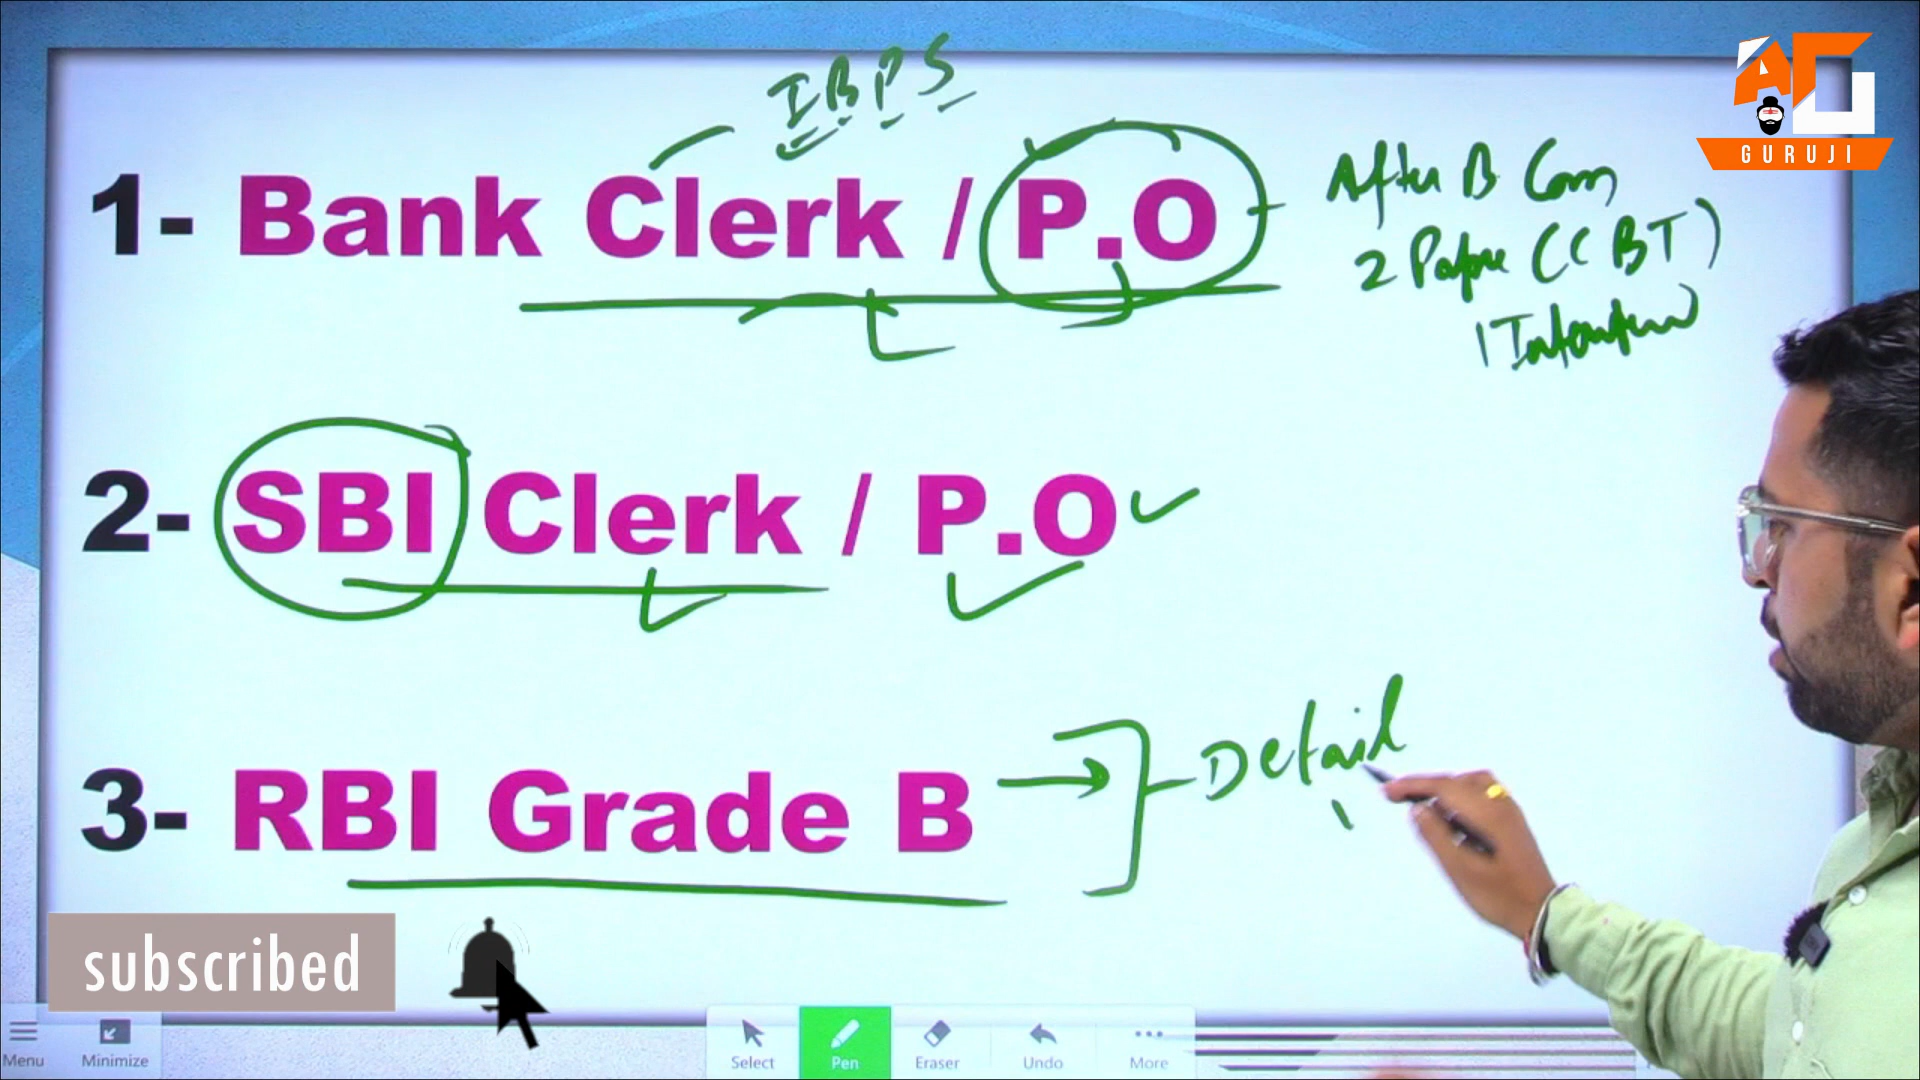 IBPS
1- Bank Clerk / P.O
After B Com
2 Paper (CBT)
1 Interview
2- SBI Clerk / P.O
3- RBI Grade B
Detail
AG
GURUJI
subscribed
Menu
Minimize
Select
Pen
Eraser
Undo
More